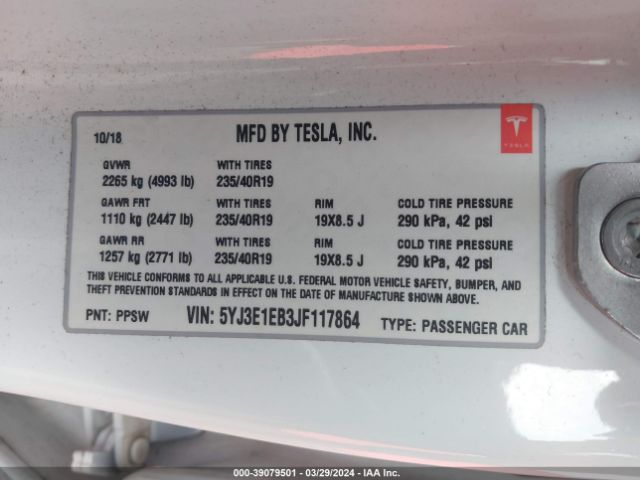 10/18 MFD BY TESLA, INC.
TESLA
GVWR WITH TIRES
2265 kg (4993 lb) 235/40R19
GAWR FRT WITH TIRES RIM COLD TIRE PRESSURE
1110 kg (2447 lb) 235/40R19 19X8.5 J 290 kPa, 42 psi
GAWR RR WITH TIRES RIM COLD TIRE PRESSURE
1257 kg (2771 lb) 235/40R19 19X8.5 J 290 kPa, 42 psi
THIS VEHICLE CONFORMS TO ALL APPLICABLE U.S. FEDERAL MOTOR VEHICLE SAFETY, BUMPER, AND
THEFT PREVENTION STANDARDS IN EFFECT ON THE DATE OF MANUFACTURE SHOWN ABOVE.
PNT: PPSW VIN: 5YJ3E1EB3JF117864 TYPE: PASSENGER CAR
000-39079501 - 03/29/2024 - IAA Inc.